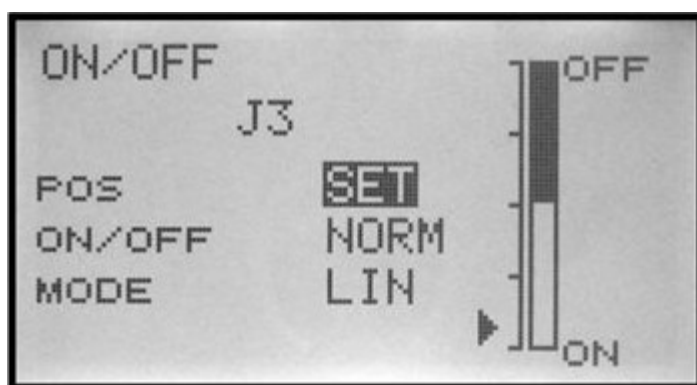 ON/OFF
OFF
J3
POS SET
ON/OFF NORM
MODE LIN
ON